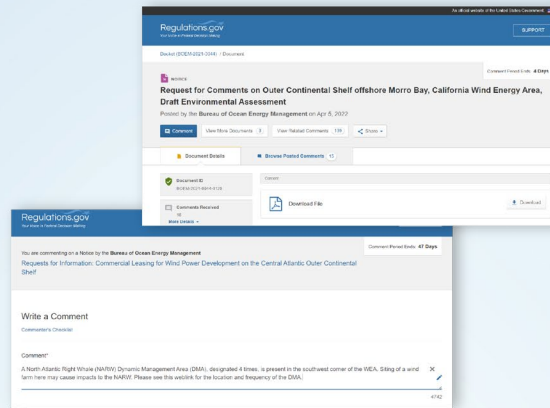 An official website of the United States Government
Regulations.gov
Your Voice in Federal Decision-Making
SUPPORT
Docket (BOEM-2021-0044) / Document
Comment Period Ends: 4 Days
NOTICE
Request for Comments on Outer Continental Shelf offshore Morro Bay, California Wind Energy Area,
Draft Environmental Assessment
Posted by the Bureau of Ocean Energy Management on Apr 5, 2022
Comment
View More Documents 5
View Related Comments 139
Share
Document Details
Browse Posted Comments 12
Document ID
Content
Download File
Download
Comments Received
More Details
Regulations.gov
Your Voice in Federal Decision-Making
Comment Period Ends: 47 Days
You are commenting on a Notice by the Bureau of Ocean Energy Management
Requests for Information: Commercial Leasing for Wind Power Development on the Central Atlantic Outer Continental
Shelf
Write a Comment
Commenter's Checklist
Comment*
A North Atlantic Right Whale (NARW) Dynamic Management Area (DMA), designated 4 times, is present in the southwest corner of the WEA. Siting of a wind
farm here may cause impacts to the NARW. Please see this weblink for the location and frequency of the DMA.
4742